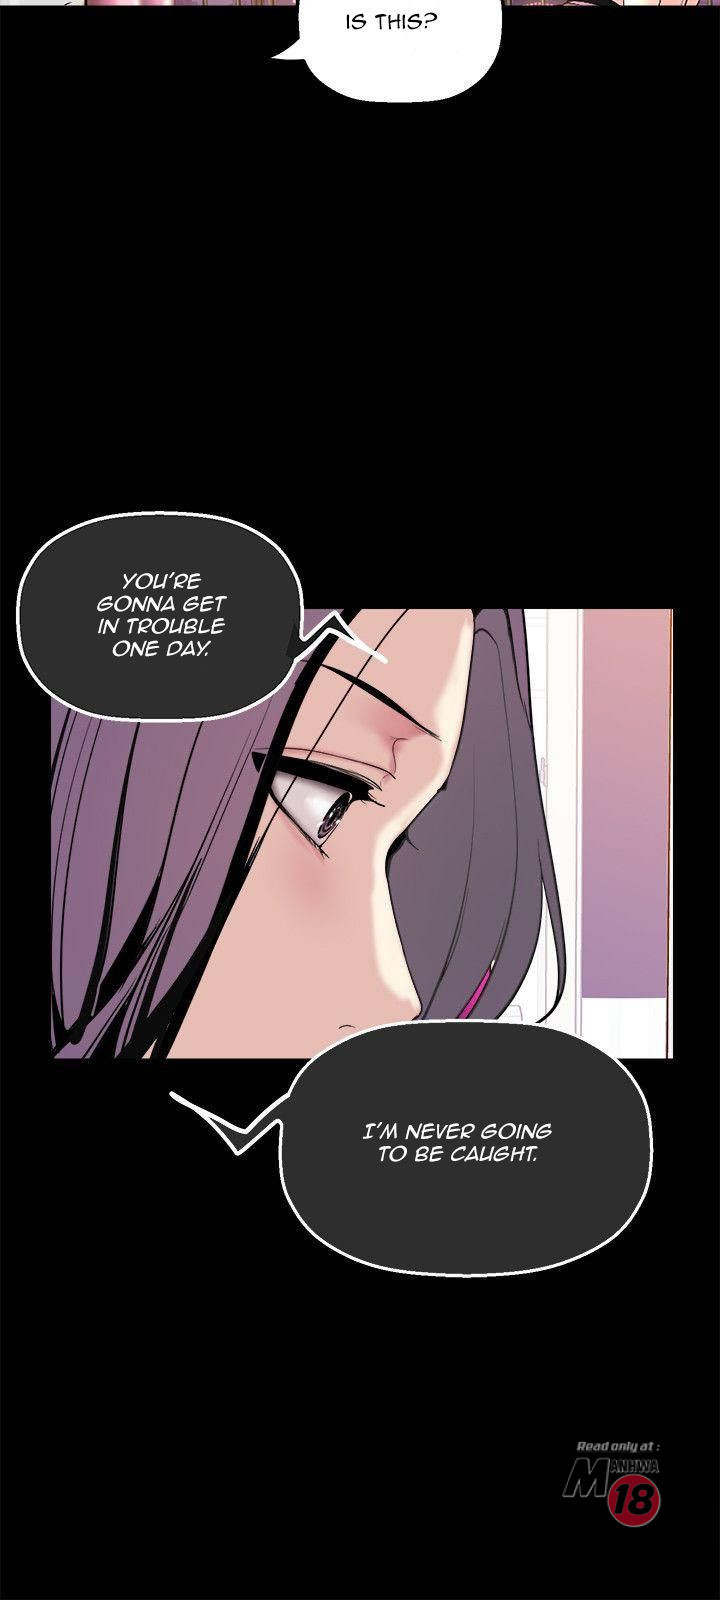 IS THIS?
YOU'RE
GONNA GET
IN TROUBLE
ONE DAY.
I'M NEVER GOING
TO BE CAUGHT.
Read only at :
MANHWA
18